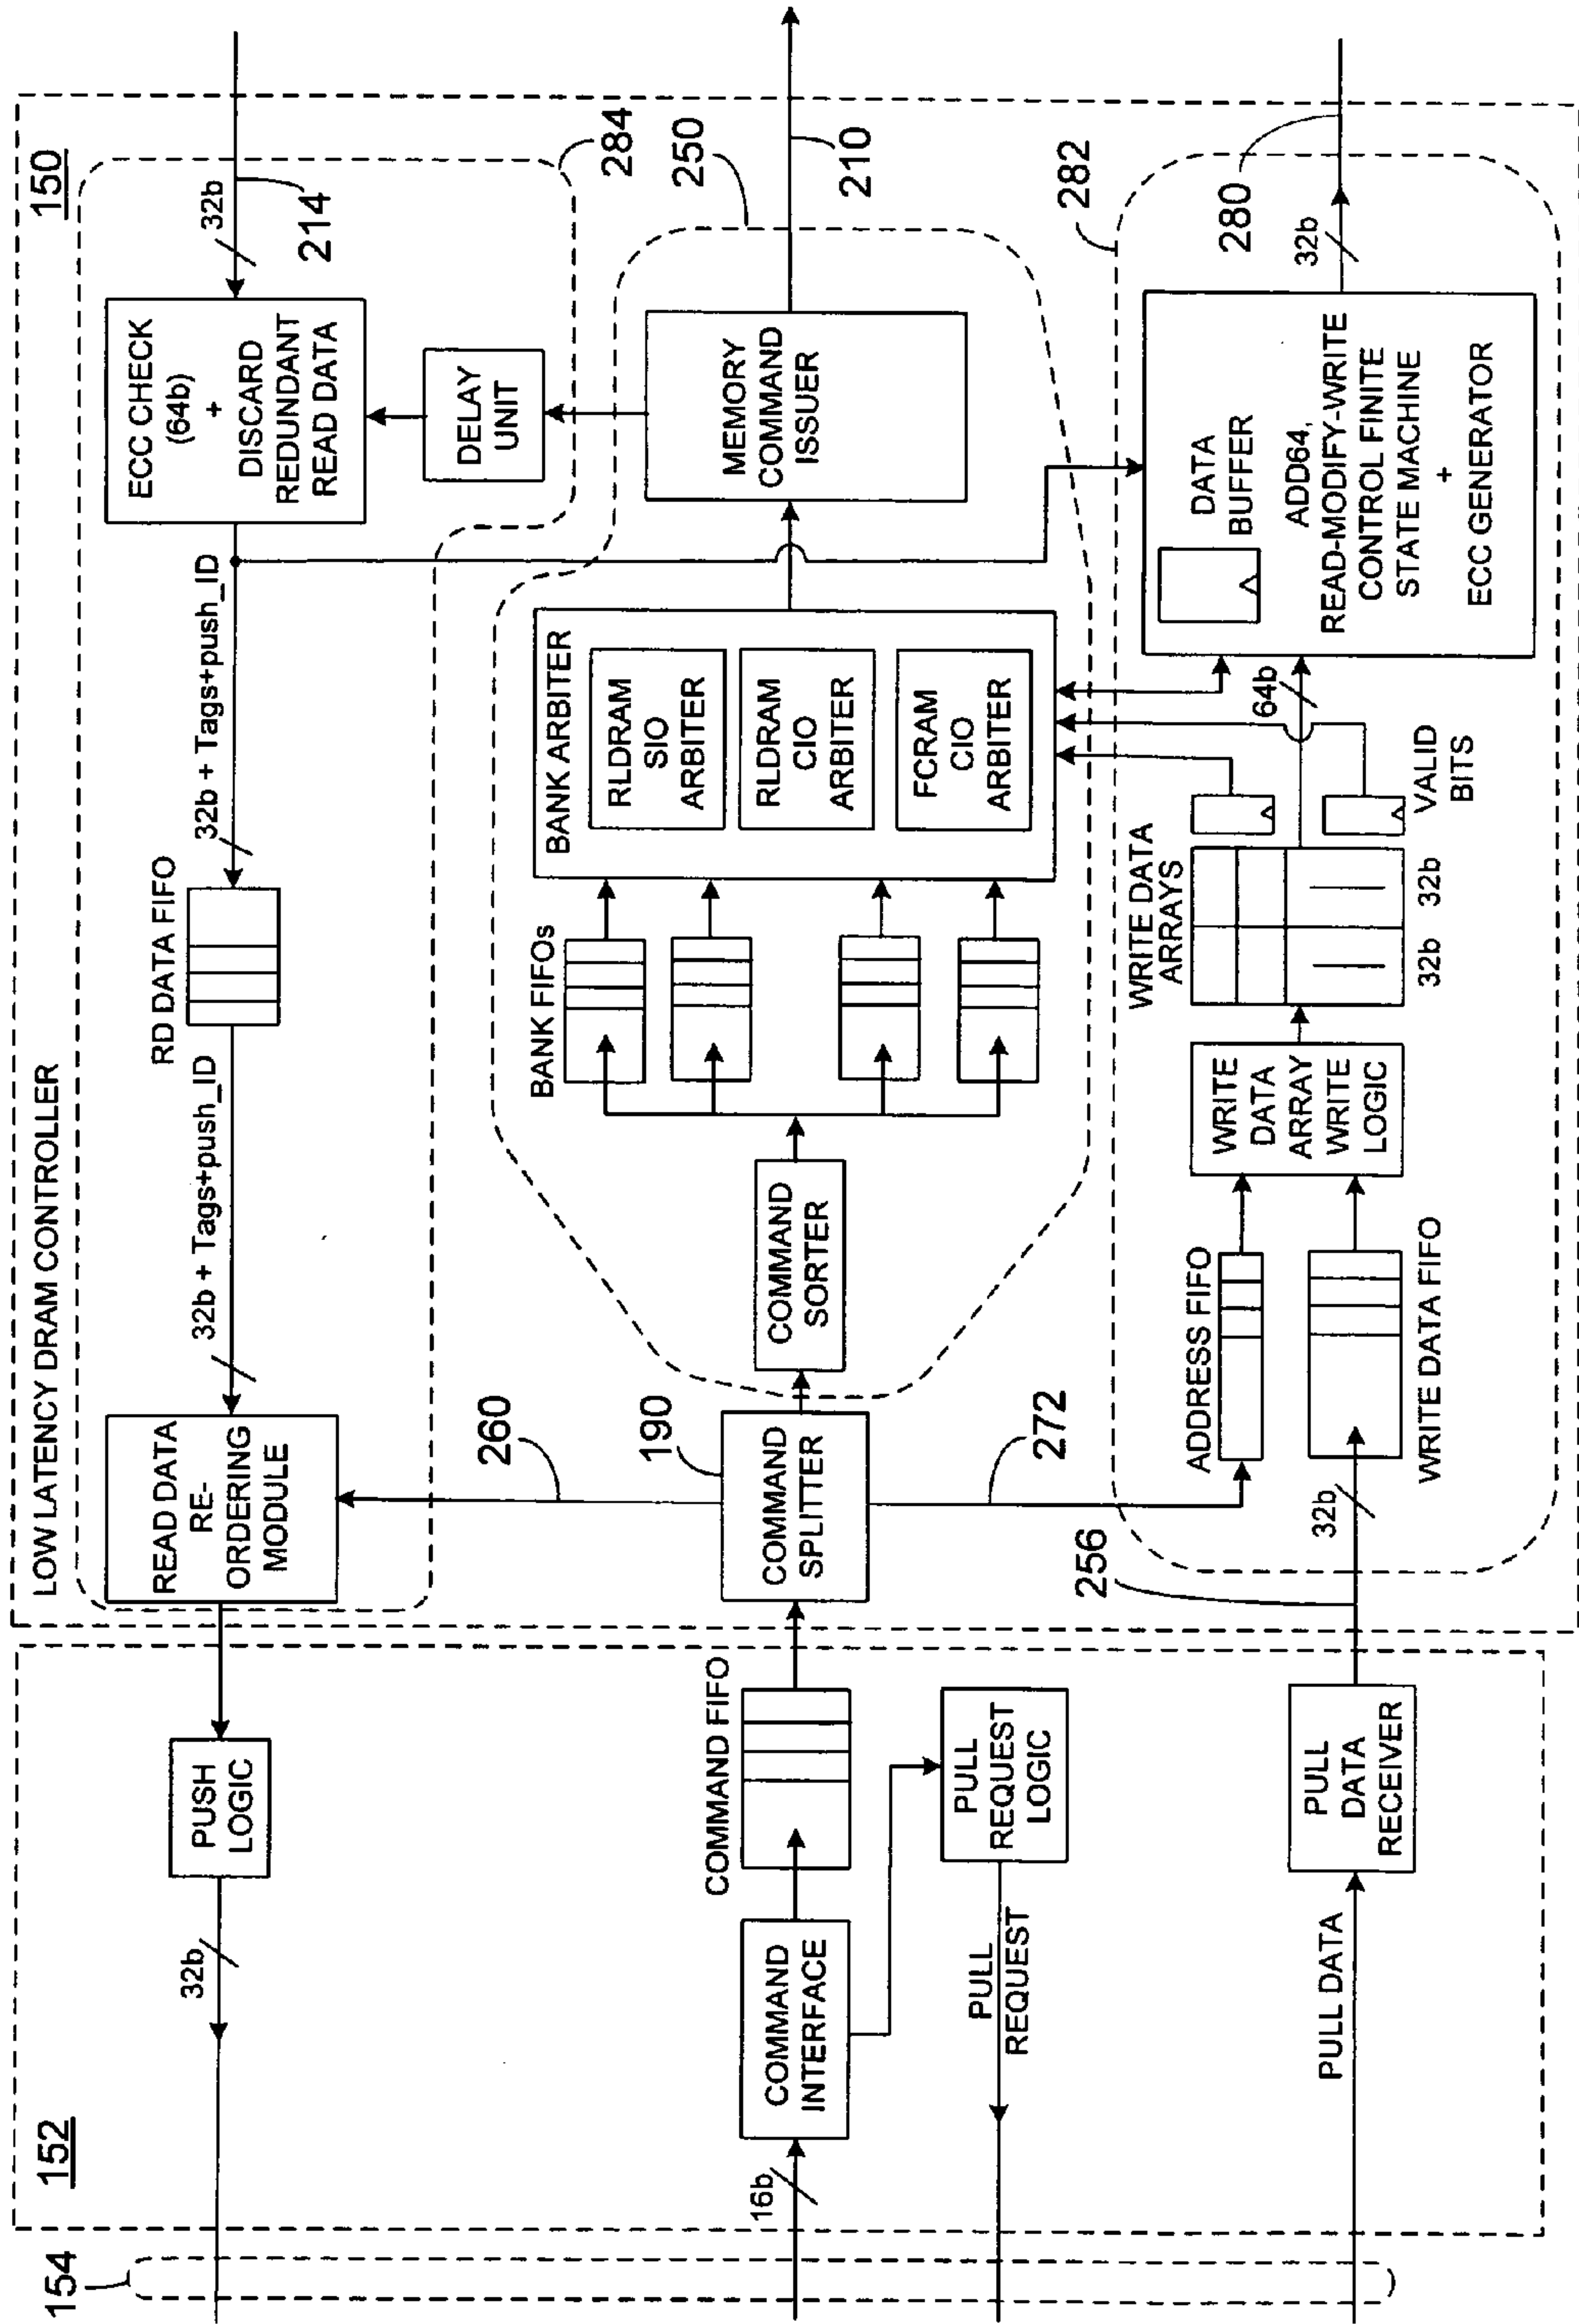 154
152
32b
PUSH
LOGIC
16b
COMMAND
INTERFACE
COMMAND FIFO
PULL
REQUEST
PULL
REQUEST
LOGIC
PULL DATA
PULL
DATA
RECEIVER
LOW LATENCY DRAM CONTROLLER
150
READ DATA
RE-
ORDERING
MODULE
32b + Tags+push_ID
RD DATA FIFO
32b + Tags+push_ID
ECC CHECK
(64b)
+
DISCARD
REDUNDANT
READ DATA
32b
214
DELAY
UNIT
284
260
190
COMMAND
SPLITTER
272
COMMAND
SORTER
BANK FIFOs
BANK ARBITER
RLDRAM
SIO
ARBITER
RLDRAM
CIO
ARBITER
FCRAM
CIO
ARBITER
MEMORY
COMMAND
ISSUER
250
210
256
32b
ADDRESS FIFO
WRITE DATA FIFO
WRITE
DATA
ARRAY
WRITE
LOGIC
WRITE DATA
ARRAYS
32b
32b
VALID
BITS
64b
DATA
BUFFER
ADD64,
READ-MODIFY-WRITE
CONTROL FINITE
STATE MACHINE
+
ECC GENERATOR
32b
280
282